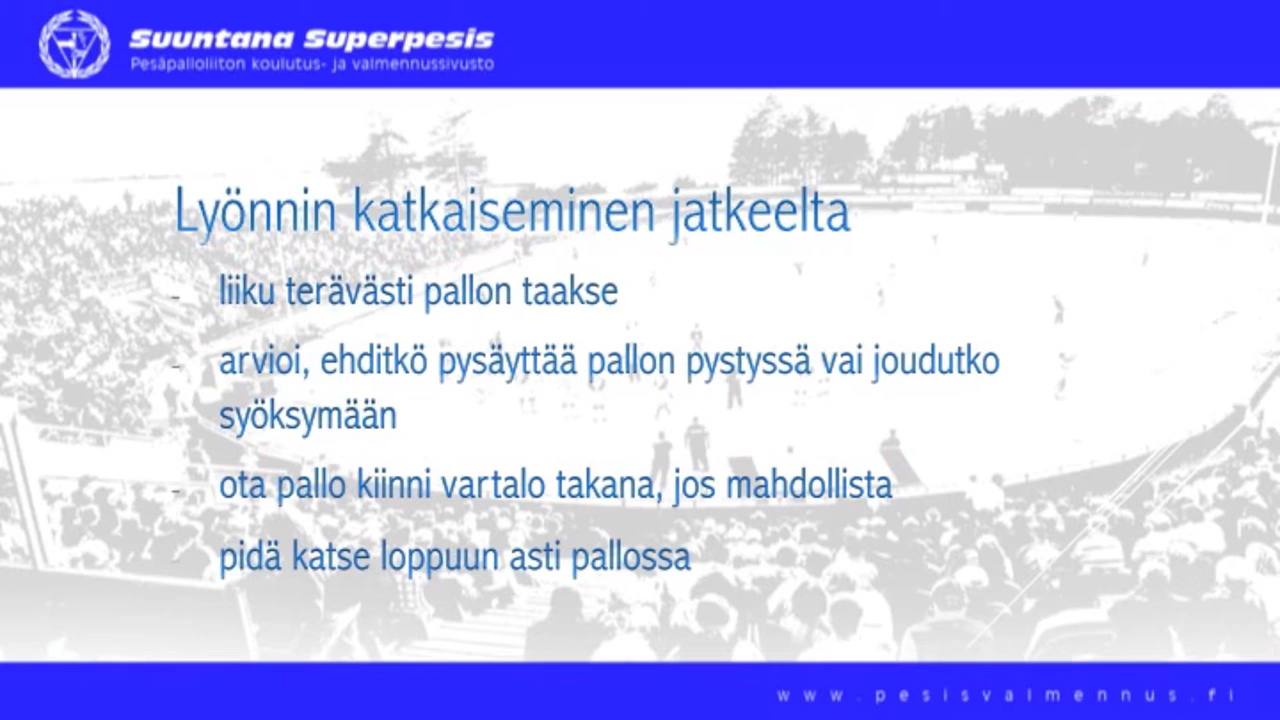 Suuntana Superpesis
Pesäpalloliiton koulutus- ja valmennussivusto
Lyönnin katkaiseminen jatkeelta
- liiku terävästi pallon taakse
- arvioi, ehditkö pysäyttää pallon pystyssä vai joudutko
syöksymään
- ota pallo kiinni vartalo takana, jos mahdollista
- pidä katse loppuun asti pallossa
www.pesisvalmennus.fi